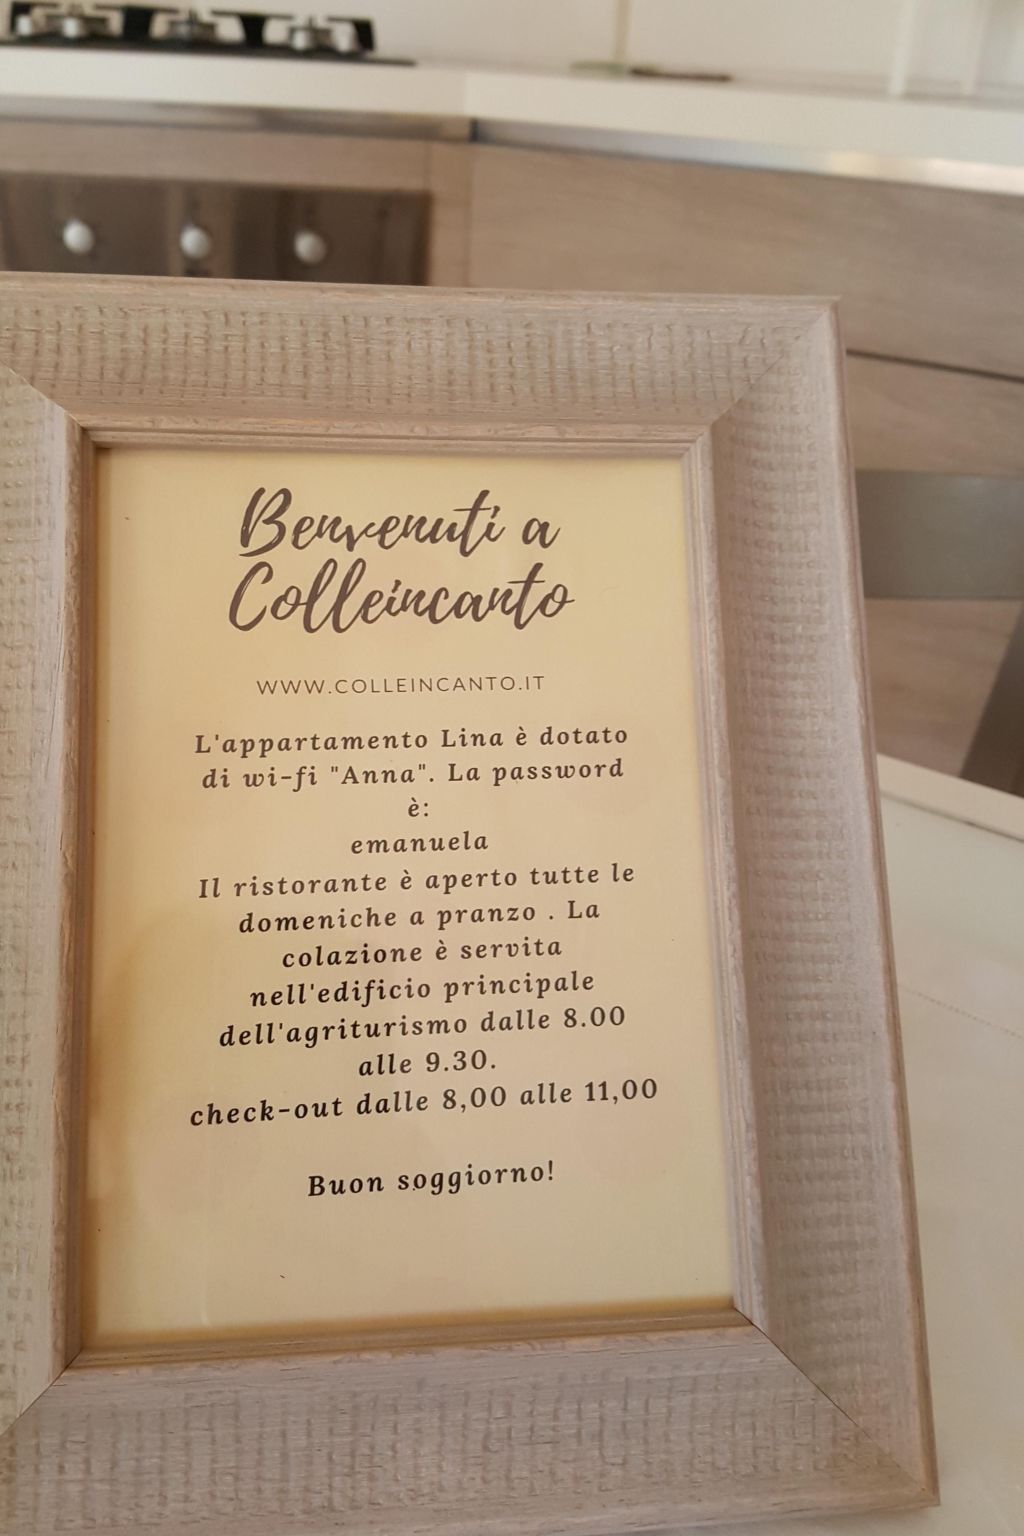 Benvenuti a
Colleincanto
WWW.COLLEINCANTO.IT
L'appartamento Lina è dotato
di wi-fi "Anna". La password
è:
emanuela
Il ristorante è aperto tutte le
domeniche a pranzo . La
colazione è servita
nell'edificio principale
dell'agriturismo dalle 8.00
alle 9.30.
check-out dalle 8,00 alle 11,00
Buon soggiorno!